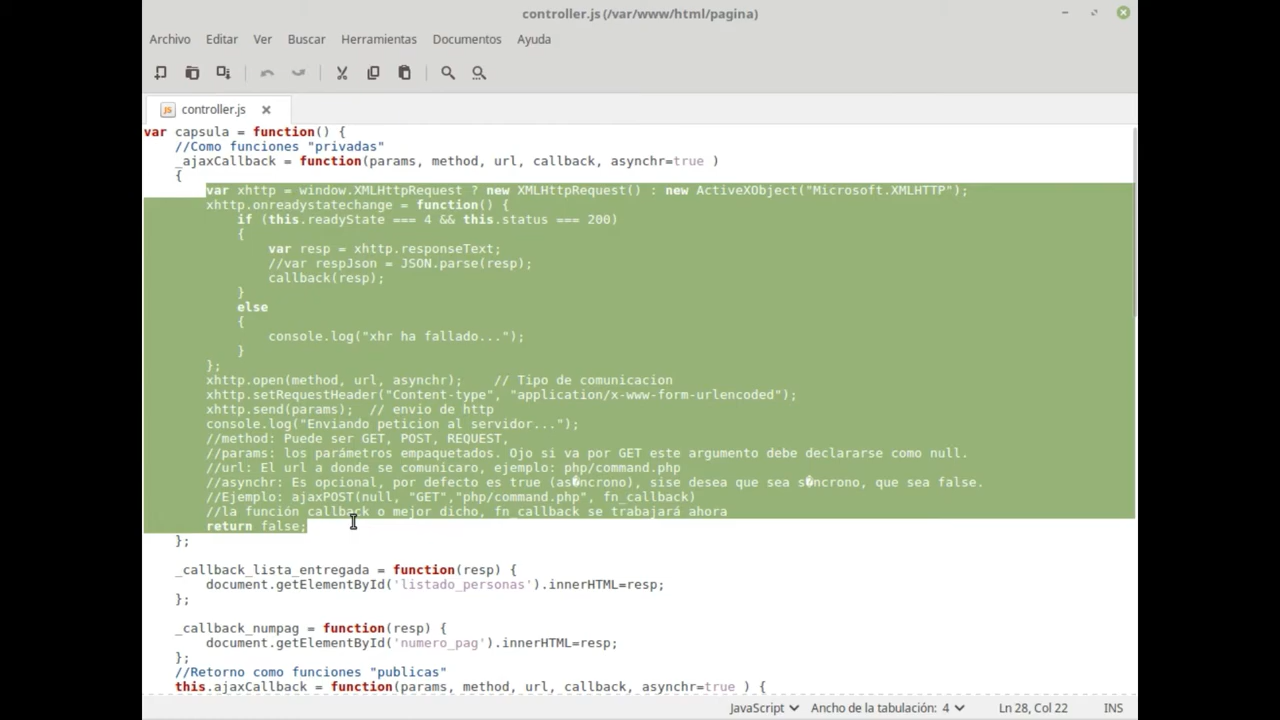 controller.js (/var/www/html/pagina)
Archivo Editar Ver Buscar Herramientas Documentos Ayuda
JS controller.js
var capsula = function() {
//Como funciones "privadas"
_ajaxCallback = function(params, method, url, callback, asynchr=true )
{
var xhttp = window.XMLHttpRequest ? new XMLHttpRequest() : new ActiveXObject("Microsoft.XMLHTTP");
xhttp.onreadystatechange = function() {
if (this.readyState === 4 && this.status === 200)
{
var resp = xhttp.responseText;
//var respJson = JSON.parse(resp);
callback(resp);
}
else
{
console.log("xhr ha fallado...");
}
};
xhttp.open(method, url, asynchr); // Tipo de comunicacion
xhttp.setRequestHeader("Content-type", "application/x-www-form-urlencoded");
xhttp.send(params); // envio de http
console.log("Enviando peticion al servidor...");
//method: Puede ser GET, POST, REQUEST,
//params: los parámetros empaquetados. Ojo si va por GET este argumento debe declararse como null.
//url: El url a donde se comunicaro, ejemplo: php/command.php
//asynchr: Es opcional, por defecto es true (as�ncrono), sise desea que sea s�ncrono, que sea false.
//Ejemplo: ajaxPOST(null, "GET","php/command.php", fn_callback)
//la función callback o mejor dicho, fn_callback se trabajará ahora
return false;
};
_callback_lista_entregada = function(resp) {
document.getElementById('listado_personas').innerHTML=resp;
};
_callback_numpag = function(resp) {
document.getElementById('numero_pag').innerHTML=resp;
};
//Retorno como funciones "publicas"
this.ajaxCallback = function(params, method, url, callback, asynchr=true ) {
JavaScript Ancho de la tabulación: 4 Ln 28, Col 22 INS